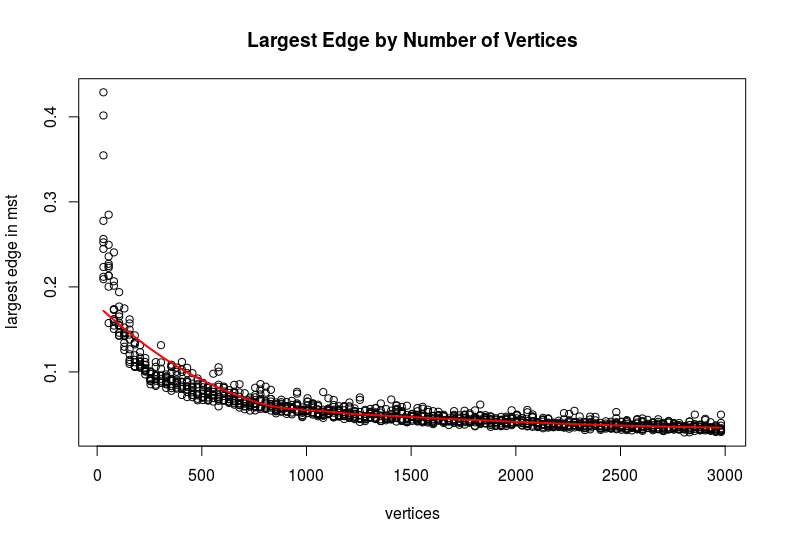 Largest Edge by Number of Vertices
largest edge in mst
0.4
0.3
0.2
0.1
0 500 1000 1500 2000 2500 3000
vertices